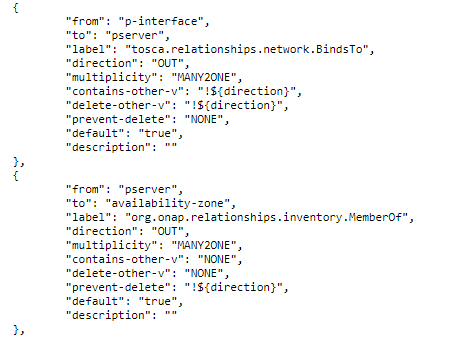 {
"from": "p-interface",
"to": "pserver",
"label": "tosca.relationships.network.BindsTo",
"direction": "OUT",
"multiplicity": "MANY2ONE",
"contains-other-v": "!${direction}",
"delete-other-v": "!${direction}",
"prevent-delete": "NONE",
"default": "true",
"description": ""
},
{
"from": "pserver",
"to": "availability-zone",
"label": "org.onap.relationships.inventory.MemberOf",
"direction": "OUT",
"multiplicity": "MANY2ONE",
"contains-other-v": "NONE",
"delete-other-v": "NONE",
"prevent-delete": "!${direction}",
"default": "true",
"description": ""
},